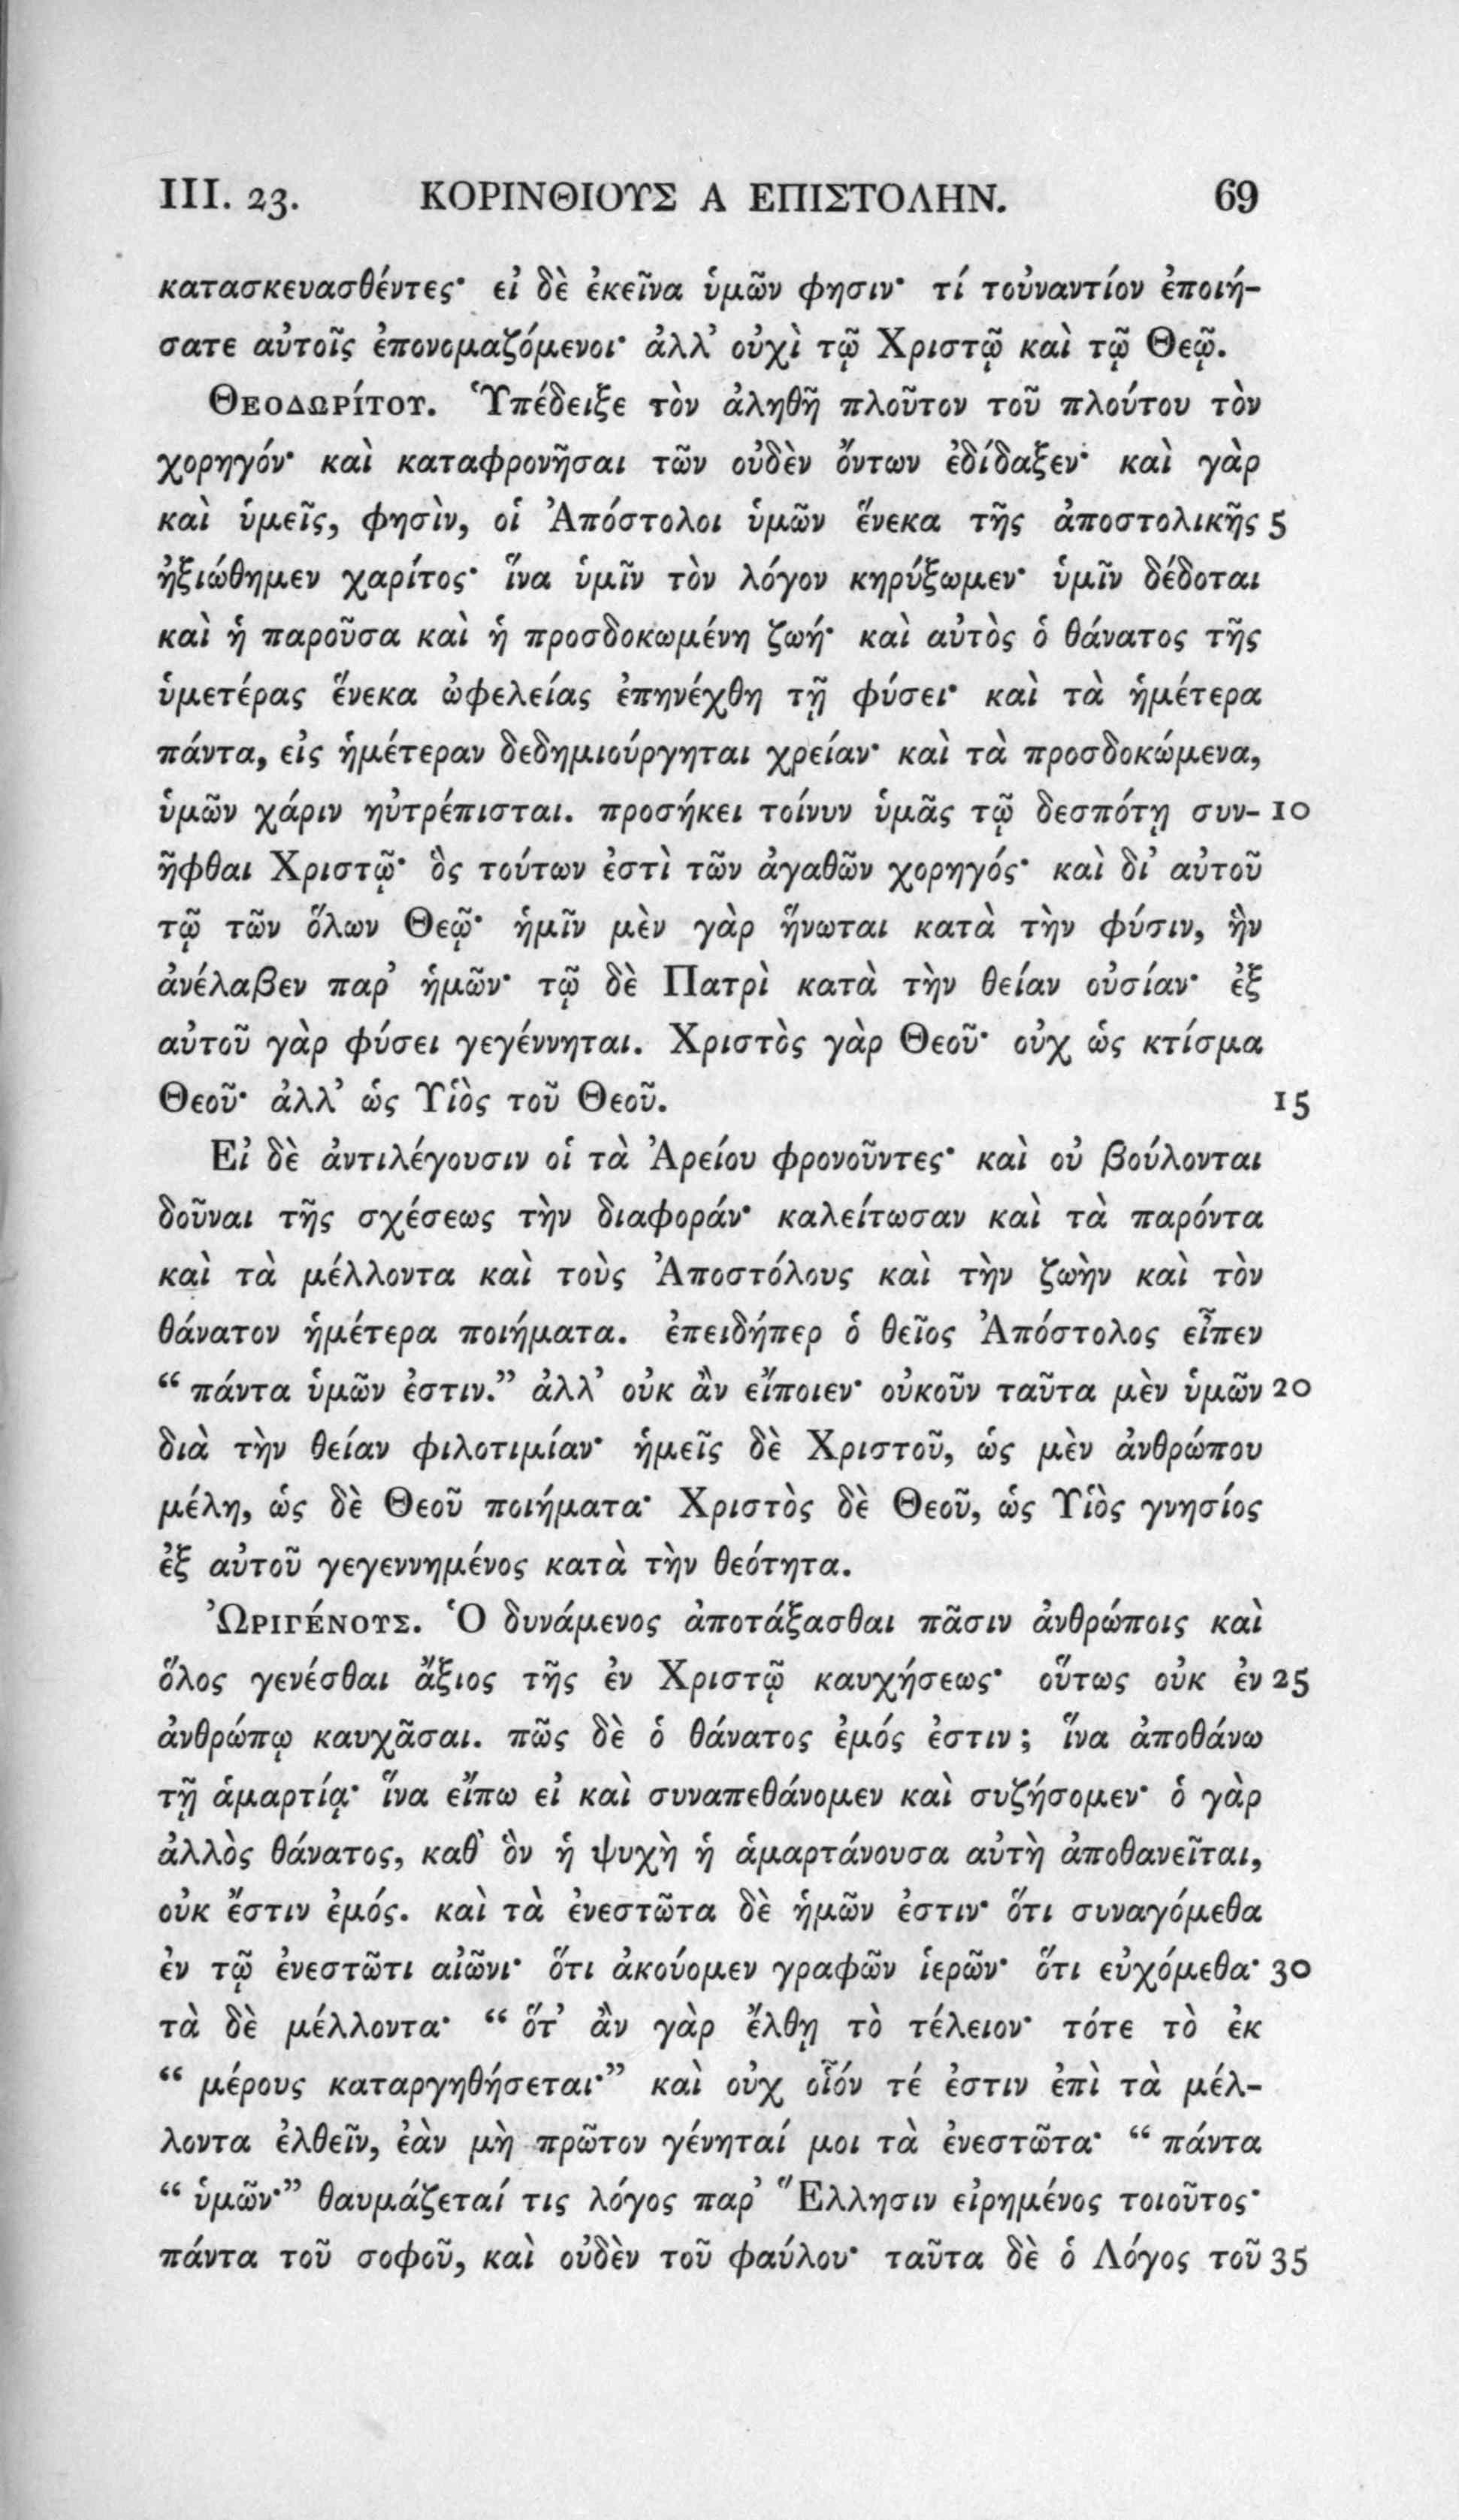 III. 23. ΚΟΡΙΝΘΙΟΥΣ Α ΕΠΙΣΤΟΛΗΝ. 69
κατασκευασθέντες· εἰ δὲ ἐκεῖνα ὑμῶν φησιν· τί τοὐναντίον ἐποιή-
σατε αὐτοῖς ἐπονομαζόμενοι· ἀλλ’ οὐχὶ τῷ Χριστῷ καὶ τῷ Θεῷ.
ΘΕΟΔΩΡΊΤΟΥ. Ὑπέδειξε τὸν ἀληθῆ πλοῦτον τοῦ πλούτου τὸν
χορηγόν· καὶ καταφρονῆσαι τῶν οὐδὲν ὄντων ἐδίδαξεν· καὶ γὰρ
καὶ ὑμεῖς, φησὶν, οἱ Ἀπόστολοι ὑμῶν ἕνεκα τῆς ἀποστολικῆς 5
ἠξιώθημεν χαρίτος· ἵνα ὑμῖν τὸν λόγον κηρύξωμεν· ὑμῖν δέδοται
καὶ ἡ παροῦσα καὶ ἡ προσδοκωμένη ζωή· καὶ αὐτὸς ὁ θάνατος τῆς
ὑμετέρας ἕνεκα ὠφελείας ἐπηνέχθη τῇ φύσει· καὶ τὰ ἡμέτερα
πάντα, εἰς ἡμέτεραν δεδημιούργηται χρείαν· καὶ τὰ προσδοκώμενα,
ὑμῶν χάριν ηὐτρέπισται. προσήκει τοίνυν ὑμᾶς τῷ δεσπότῃ συν- 10
ῆφθαι Χριστῷ· ὃς τούτων ἐστὶ τῶν ἀγαθῶν χορηγός· καὶ δι’ αὐτοῦ
τῷ τῶν ὅλων Θεῷ· ἡμῖν μὲν γὰρ ἥνωται κατὰ τὴν φύσιν, ἣν
ἀνέλαβεν παρ’ ἡμῶν· τῷ δὲ Πατρὶ κατὰ τὴν θείαν οὐσίαν· ἐξ
αὐτοῦ γὰρ φύσει γεγέννηται. Χριστὸς γὰρ Θεοῦ· οὐχ ὡς κτίσμα
Θεοῦ· ἀλλ’ ὡς Υἱὸς τοῦ Θεοῦ. 15
Εἰ δὲ ἀντιλέγουσιν οἱ τὰ Ἀρείου φρονοῦντες· καὶ οὐ βούλονται
δοῦναι τῆς σχέσεως τὴν διαφοράν· καλείτωσαν καὶ τὰ παρόντα
καὶ τὰ μέλλοντα καὶ τοὺς Ἀποστόλους καὶ τὴν ζωὴν καὶ τὸν
θάνατον ἡμέτερα ποιήματα. ἐπειδήπερ ὁ θεῖος Ἀπόστολος εἶπεν
“ πάντα ὑμῶν ἐστιν.” ἀλλ’ οὐκ ἂν εἴποιεν· οὐκοῦν ταῦτα μὲν ὑμῶν 20
διὰ τὴν θείαν φιλοτιμίαν· ἡμεῖς δὲ Χριστοῦ, ὡς μὲν ἀνθρώπου
μέλη, ὡς δὲ Θεοῦ ποιήματα· Χριστὸς δὲ Θεοῦ, ὡς Υἱὸς γνησίος
ἐξ αὐτοῦ γεγεννημένος κατὰ τὴν θεότητα.
ὨΡΙΓΈΝΟΥΣ. Ὁ δυνάμενος ἀποτάξασθαι πᾶσιν ἀνθρώποις καὶ
ὅλος γενέσθαι ἄξιος τῆς ἐν Χριστῷ καυχήσεως· οὕτως οὐκ ἐν 25
ἀνθρώπῳ καυχᾶσαι. πῶς δὲ ὁ θάνατος ἐμός ἐστιν ; ἵνα ἀποθάνω
τῇ ἁμαρτίᾳ· ἵνα εἴπω εἰ καὶ συναπεθάνομεν καὶ συζήσομεν· ὁ γὰρ
ἀλλὸς θάνατος, καθ’ ὃν ἡ ψυχὴ ἡ ἁμαρτάνουσα αὐτὴ ἀποθανεῖται,
οὐκ ἔστιν ἐμός. καὶ τὰ ἐνεστῶτα δὲ ἡμῶν ἐστιν· ὅτι συναγόμεθα
ἐν τῷ ἐνεστῶτι αἰῶνι· ὅτι ἀκούομεν γραφῶν ἱερῶν· ὅτι εὐχόμεθα· 30
τὰ δὲ μέλλοντα· “ ὅτ’ ἂν γὰρ ἔλθῃ τὸ τέλειον· τότε τὸ ἐκ
“ μέρους καταργηθήσεται·” καὶ οὐχ οἷόν τέ ἐστιν ἐπὶ τὰ μέλ-
λοντα ἐλθεῖν, ἐὰν μὴ πρῶτον γένηταί μοι τὰ ἐνεστῶτα· “ πάντα
“ ὑμῶν·” θαυμάζεταί τις λόγος παρ’ Ἕλλησιν εἰρημένος τοιοῦτος·
πάντα τοῦ σοφοῦ, καὶ οὐδὲν τοῦ φαύλου· ταῦτα δὲ ὁ Λόγος τοῦ 35